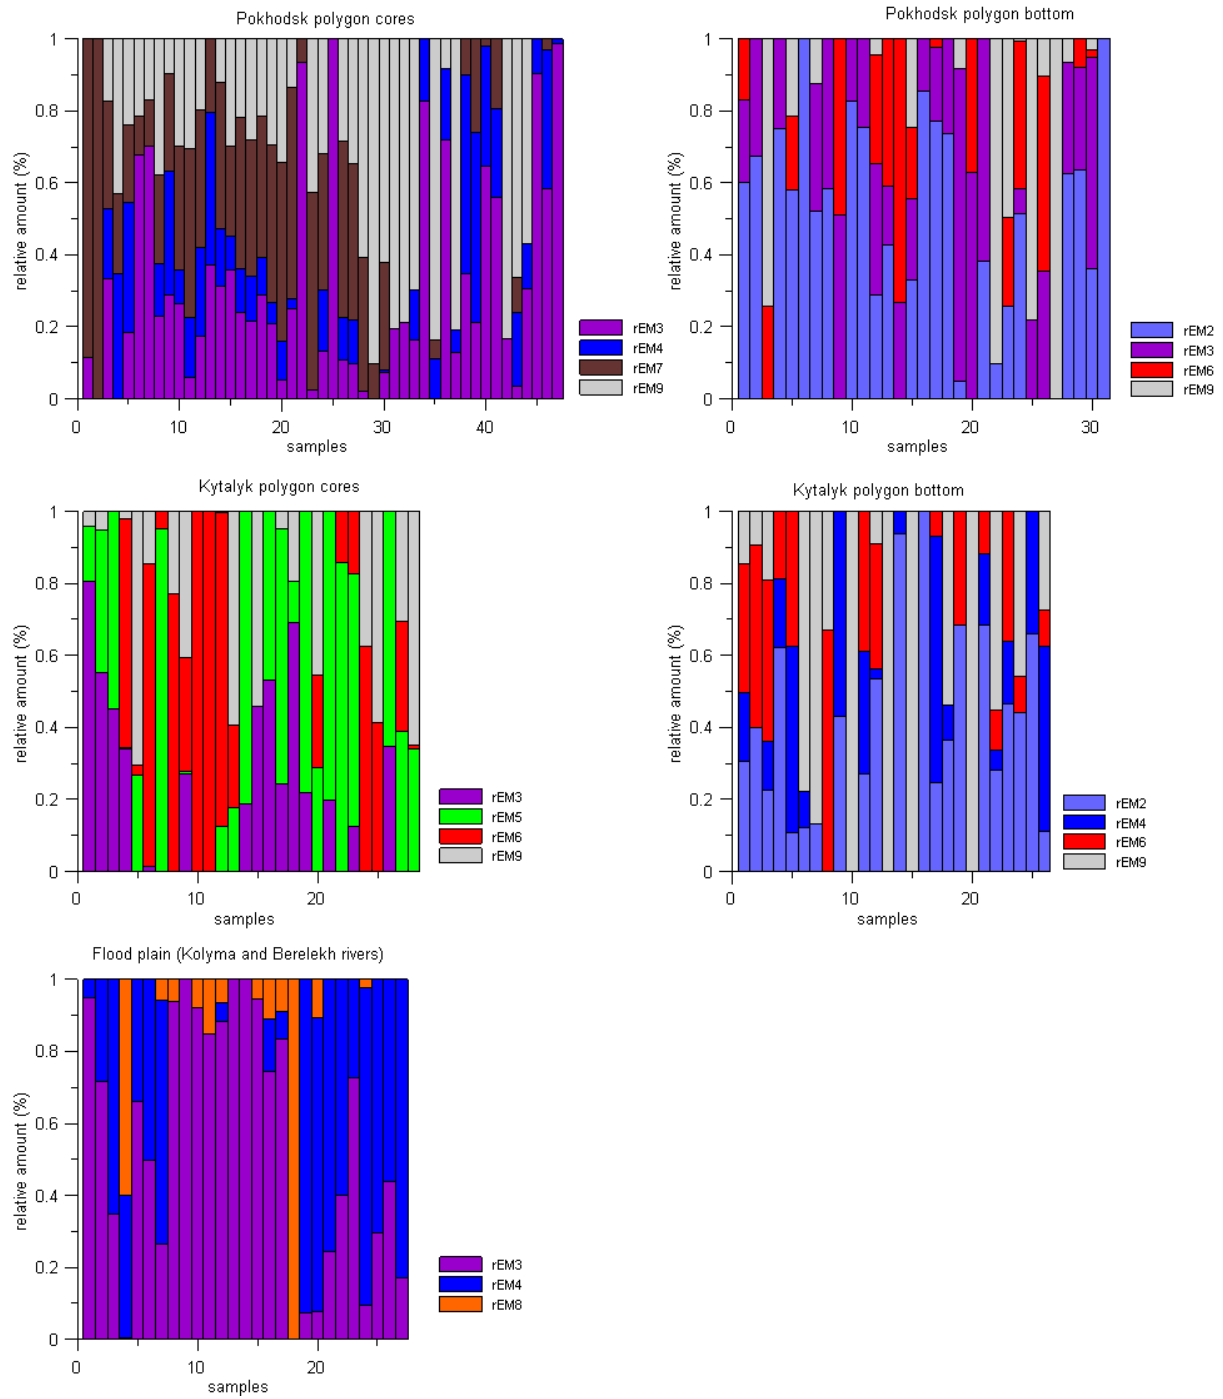 Pokhodsk polygon cores
1
0.8
0.6
0.4
0.2
0
relative amount (%)
0 10 20 30 40
samples
rEM3
rEM4
rEM7
rEM9
Pokhodsk polygon bottom
1
0.8
0.6
0.4
0.2
0
relative amount (%)
0 10 20 30
samples
rEM2
rEM3
rEM6
rEM9
Kytalyk polygon cores
1
0.8
0.6
0.4
0.2
0
relative amount (%)
0 10 20
samples
rEM3
rEM5
rEM6
rEM9
Kytalyk polygon bottom
1
0.8
0.6
0.4
0.2
0
relative amount (%)
0 10 20
samples
rEM2
rEM4
rEM6
rEM9
Flood plain (Kolyma and Berelekh rivers)
1
0.8
0.6
0.4
0.2
0
relative amount (%)
0 10 20
samples
rEM3
rEM4
rEM8